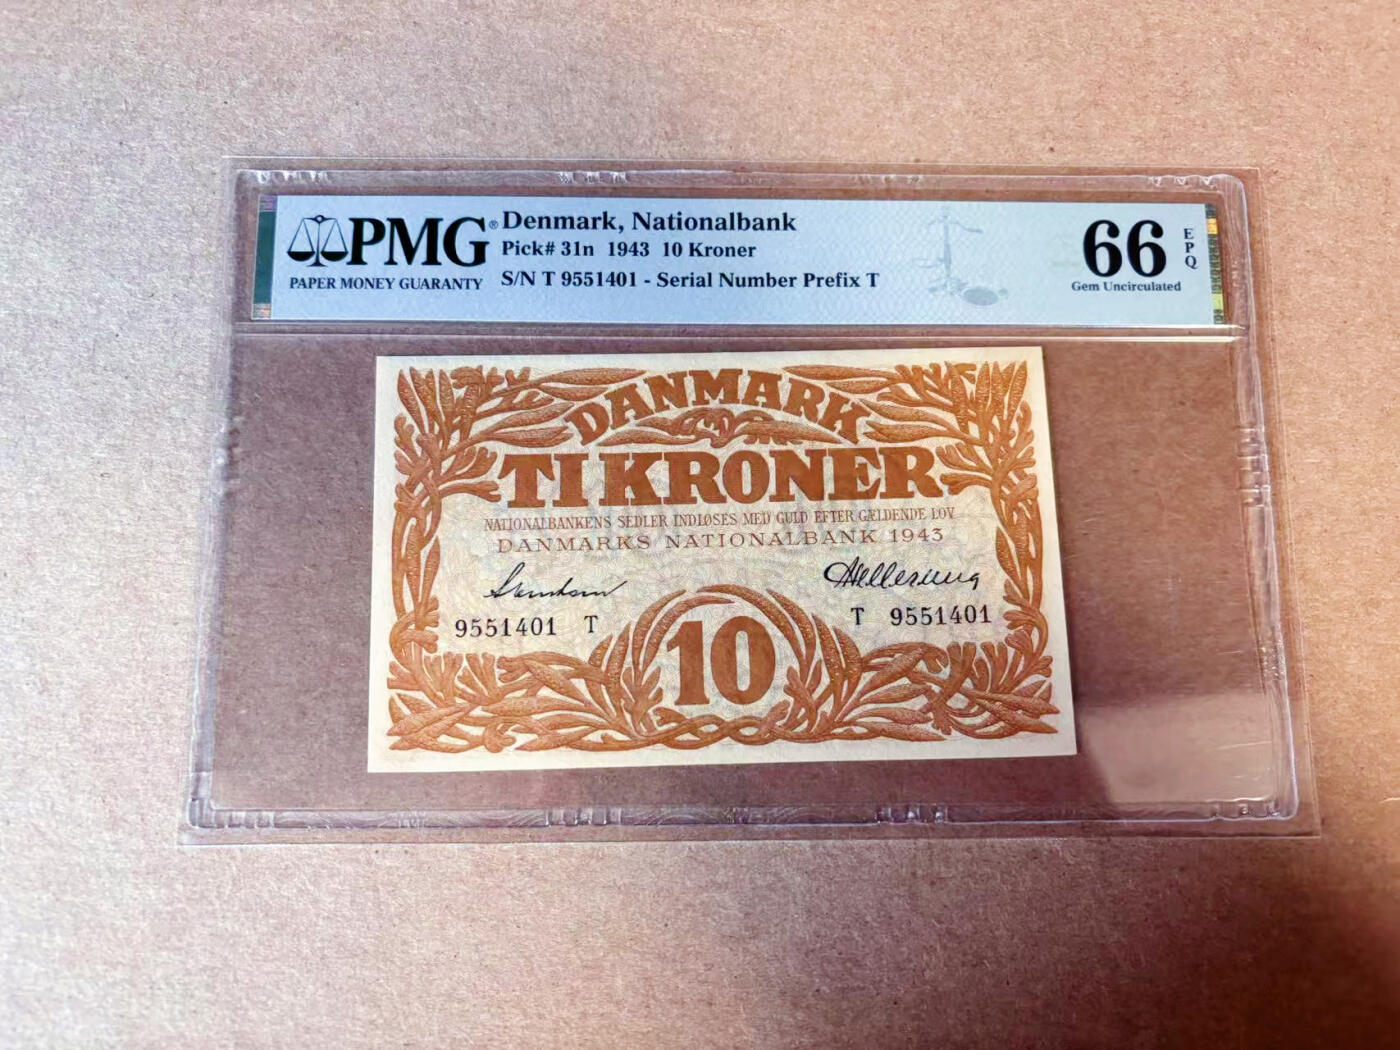 PMG®
PAPER MONEY GUARANTY
Denmark, Nationalbank
Pick# 31n 1943 10 Kroner
S/N T 9551401 - Serial Number Prefix T
66
EPQ
Gem Uncirculated
DANMARK
TI KRONER
NATIONALBANKENS SEDLER INDLØSES MED GULD EFTER GÆLDENDE LOV
DANMARKS NATIONALBANK 1943
Svendsen
9551401 T
T 9551401
10